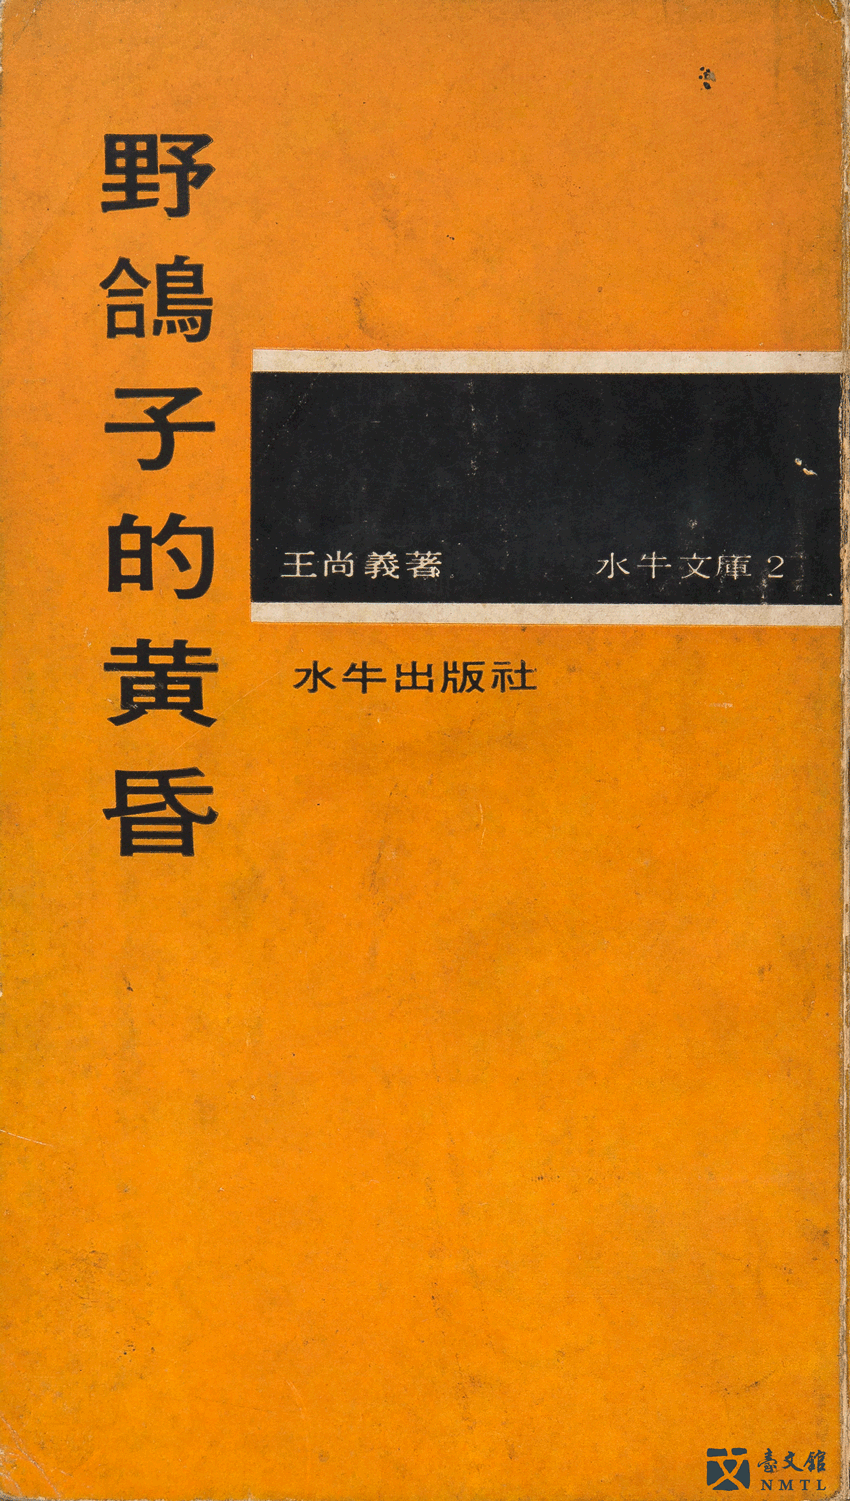 野鴿子的黃昏
王尚義著
水牛文庫 2
水牛出版社
臺文館
NMTL